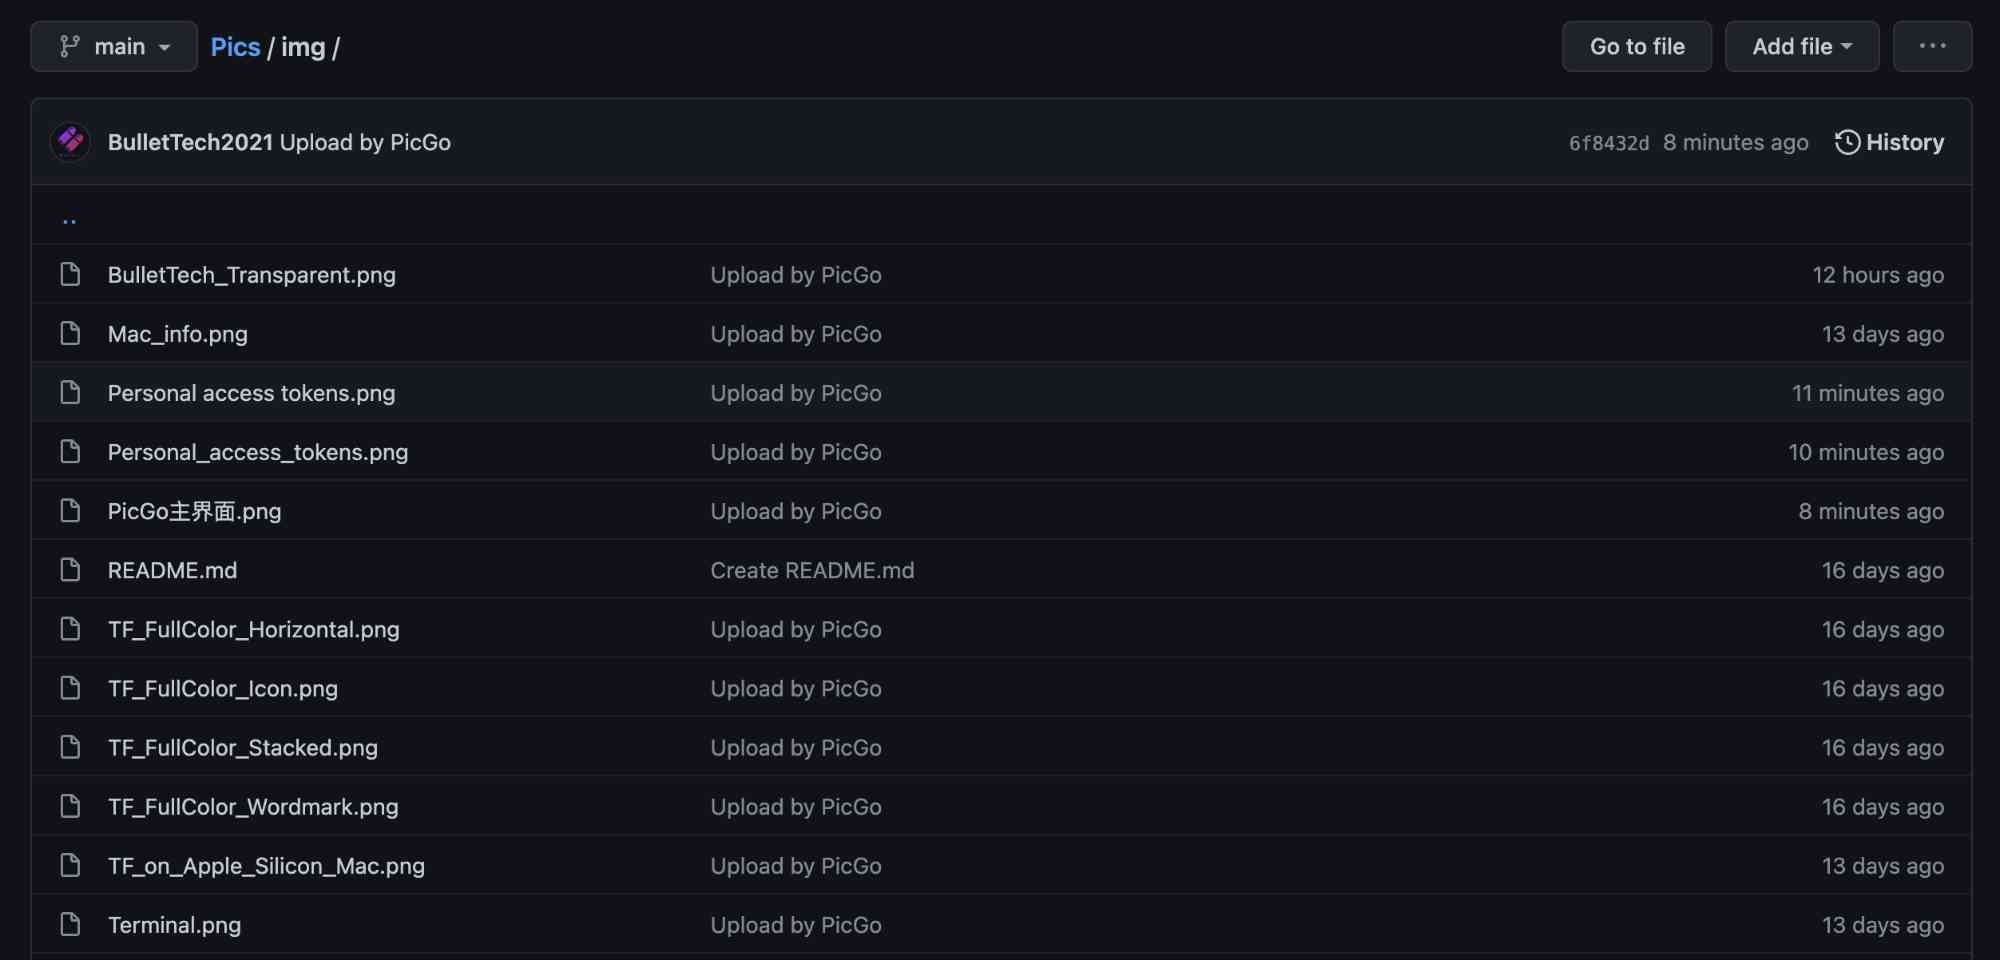 main Pics / img / Go to file Add file ...
BulletTech2021 Upload by PicGo 6f8432d 8 minutes ago History
..
BulletTech_Transparent.png Upload by PicGo 12 hours ago
Mac_info.png Upload by PicGo 13 days ago
Personal access tokens.png Upload by PicGo 11 minutes ago
Personal_access_tokens.png Upload by PicGo 10 minutes ago
PicGo主界面.png Upload by PicGo 8 minutes ago
README.md Create README.md 16 days ago
TF_FullColor_Horizontal.png Upload by PicGo 16 days ago
TF_FullColor_Icon.png Upload by PicGo 16 days ago
TF_FullColor_Stacked.png Upload by PicGo 16 days ago
TF_FullColor_Wordmark.png Upload by PicGo 16 days ago
TF_on_Apple_Silicon_Mac.png Upload by PicGo 13 days ago
Terminal.png Upload by PicGo 13 days ago